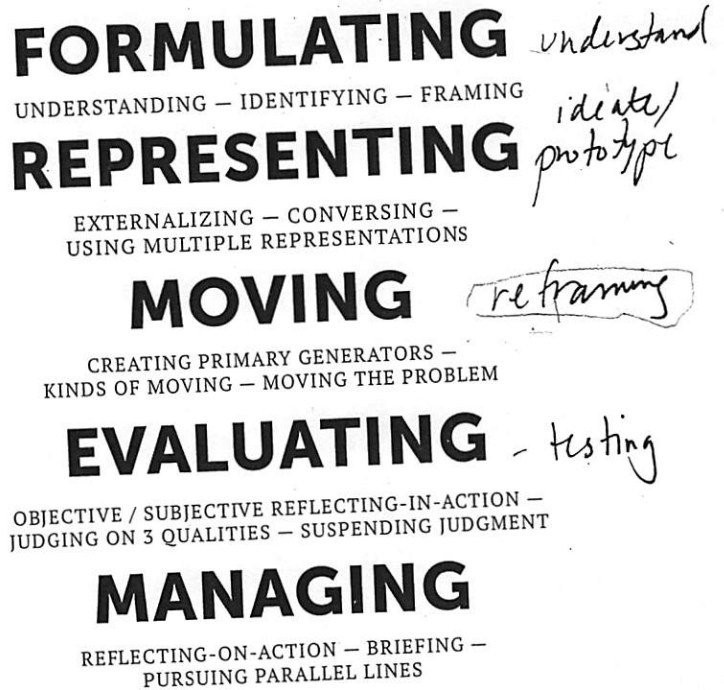 FORMULATING understand
UNDERSTANDING — IDENTIFYING — FRAMING
ideate/
REPRESENTING prototype
EXTERNALIZING — CONVERSING —
USING MULTIPLE REPRESENTATIONS
MOVING reframing
CREATING PRIMARY GENERATORS —
KINDS OF MOVING — MOVING THE PROBLEM
EVALUATING - testing
OBJECTIVE / SUBJECTIVE REFLECTING-IN-ACTION —
JUDGING ON 3 QUALITIES — SUSPENDING JUDGMENT
MANAGING
REFLECTING-ON-ACTION — BRIEFING —
PURSUING PARALLEL LINES